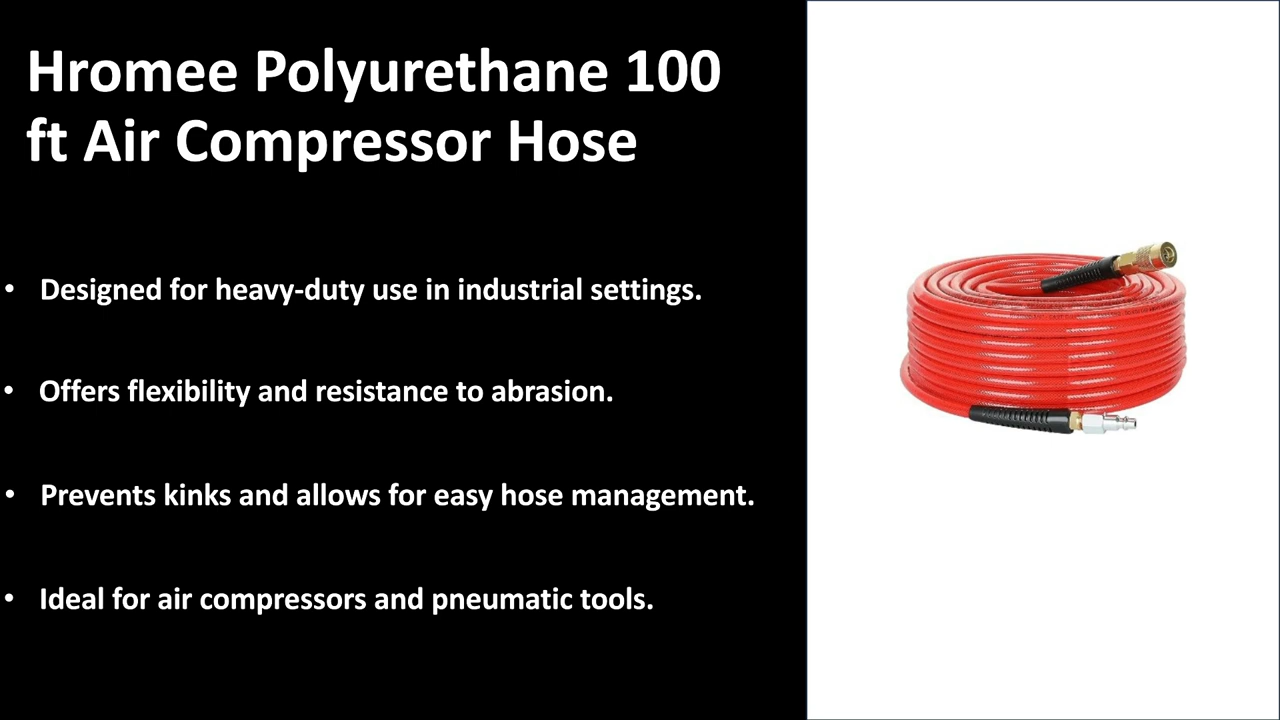 Hromee Polyurethane 100
ft Air Compressor Hose
• Designed for heavy-duty use in industrial settings.
• Offers flexibility and resistance to abrasion.
• Prevents kinks and allows for easy hose management.
• Ideal for air compressors and pneumatic tools.